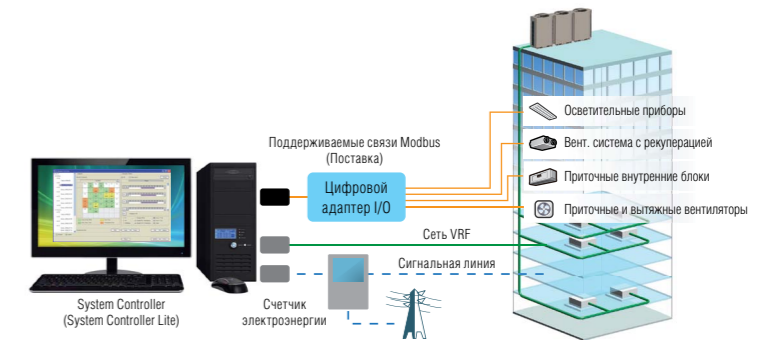 Осветительные приборы
Поддерживаемые связи Modbus
(Поставка)
Вент. система с рекуперацией
Цифровой
адаптер I/O
Приточные внутренние блоки
Приточные и вытяжные вентиляторы
Сеть VRF
Сигнальная линия
System Controller
(System Controller Lite)
Счетчик
электроэнергии